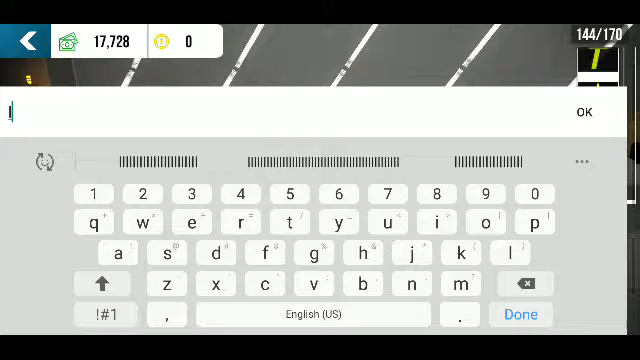 17,728
0
144/170
T
OK
1 2 3 4 5 6 7 8 9 0
q w e r t y u i o p
a s d f g h j k l
z x c v b n m
!#1 , English (US) . Done